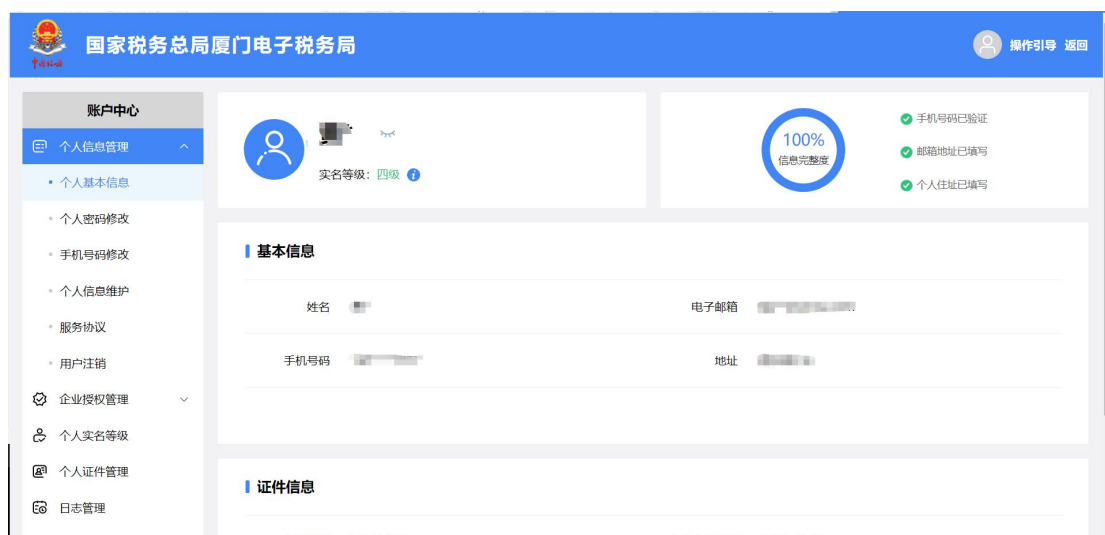 国家税务总局厦门电子税务局
操作引导 返回
账户中心
个人信息管理
个人基本信息
个人密码修改
手机号码修改
个人信息维护
服务协议
用户注销
企业授权管理
个人实名等级
个人证件管理
日志管理
实名等级：四级
100%
信息完整度
手机号码已验证
邮箱地址已填写
个人住址已填写
基本信息
姓名
电子邮箱
手机号码
地址
证件信息